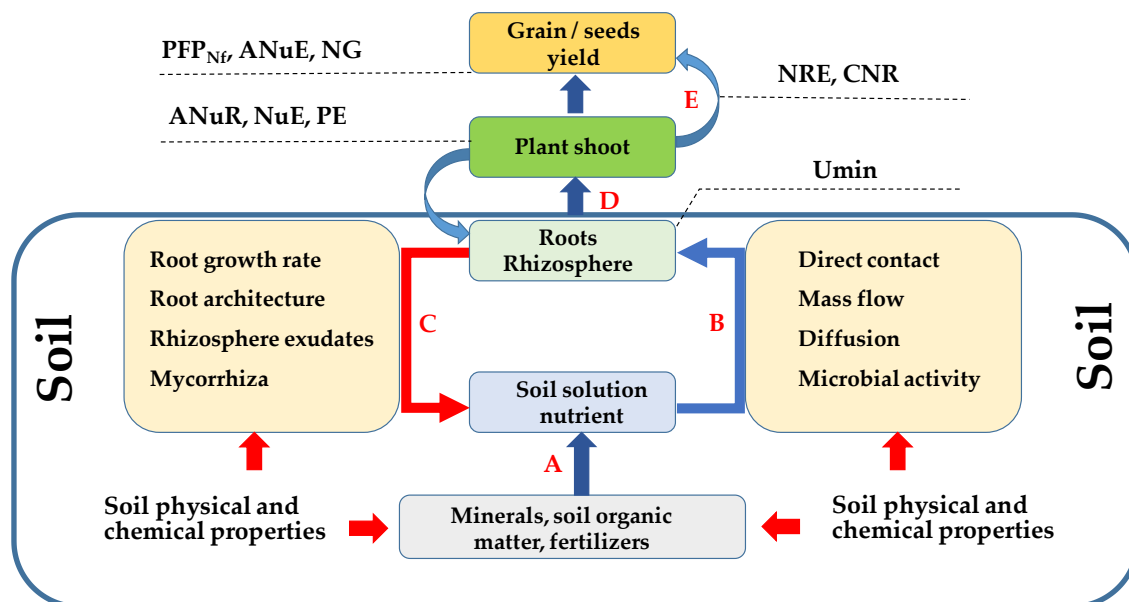 Grain / seeds
yield
PFPNf, ANuE, NG
NRE, CNR
E
ANuR, NuE, PE
Plant shoot
Umin
D
Roots
Rhizosphere
Root growth rate
Root architecture
Rhizosphere exudates
Mycorrhiza
Direct contact
Mass flow
Diffusion
Microbial activity
Soil
Soil
C
B
Soil solution
nutrient
A
Soil physical and
chemical properties
Minerals, soil organic
matter, fertilizers
Soil physical and
chemical properties